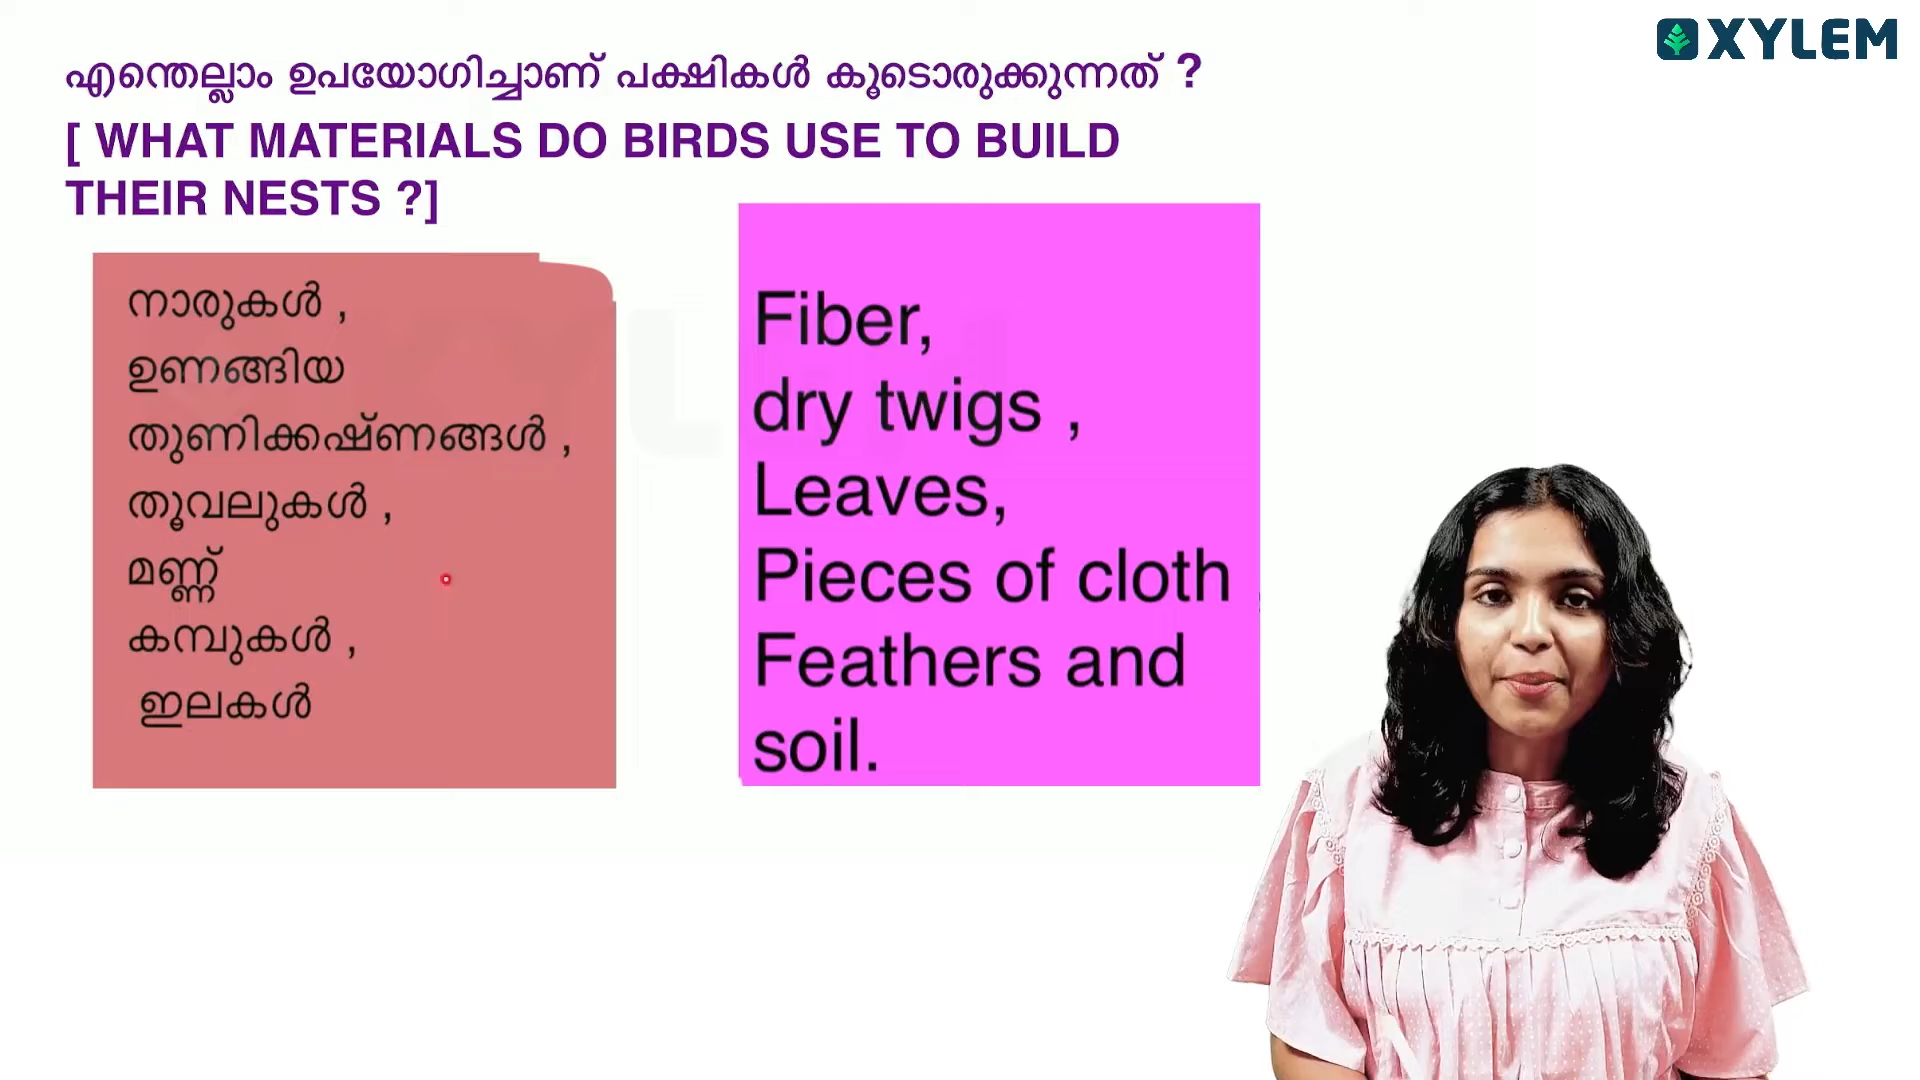 XYLEM
എന്തെല്ലാം ഉപയോഗിച്ചാണ് പക്ഷികൾ കൂടൊരുക്കുന്നത് ?
[ WHAT MATERIALS DO BIRDS USE TO BUILD
THEIR NESTS ?]
നാരുകൾ ,
ഉണങ്ങിയ
തുണിക്കഷ്ണങ്ങൾ ,
തൂവലുകൾ ,
മണ്ണ്
കമ്പുകൾ ,
ഇലകൾ
Fiber,
dry twigs ,
Leaves,
Pieces of cloth ,
Feathers and
soil.